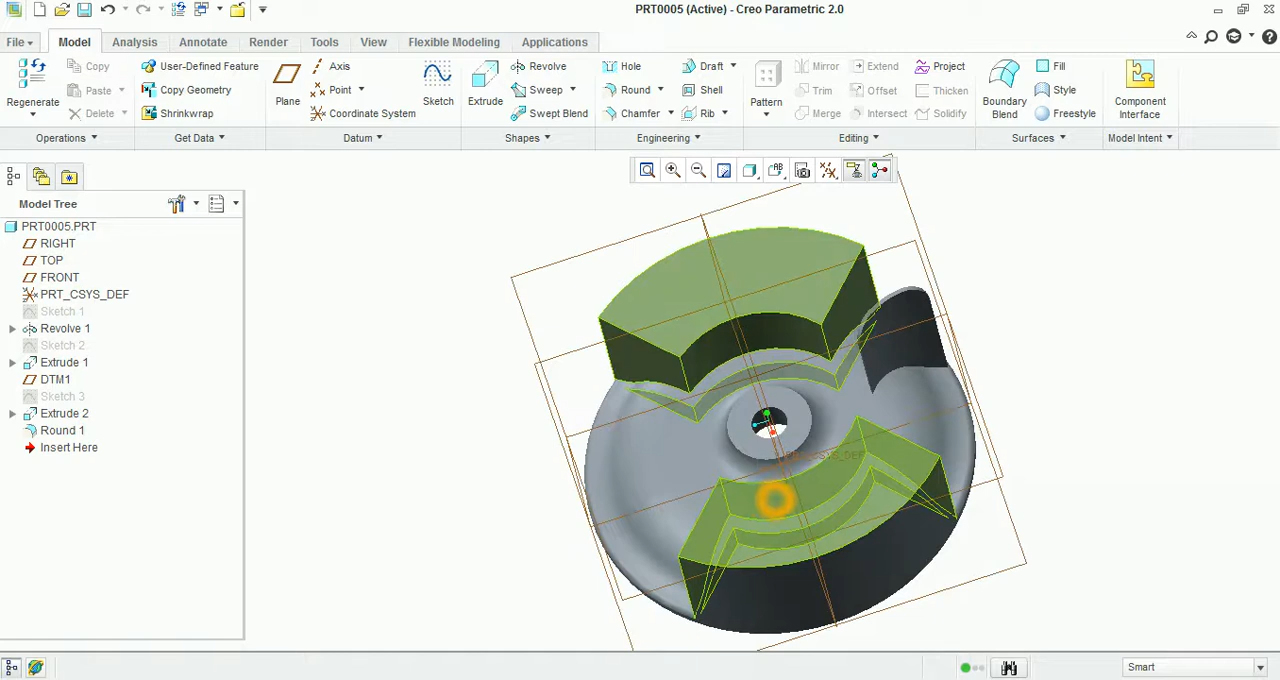 PRT0005 (Active) - Creo Parametric 2.0
File Model Analysis Annotate Render Tools View Flexible Modeling Applications
Regenerate
Copy
Paste
Delete
User-Defined Feature
Copy Geometry
Shrinkwrap
Plane
Axis
Point
Coordinate System
Sketch
Extrude
Revolve
Sweep
Swept Blend
Hole
Round
Chamfer
Draft
Shell
Rib
Pattern
Mirror
Trim
Merge
Extend
Offset
Intersect
Project
Thicken
Solidify
Boundary
Blend
Fill
Style
Freestyle
Component
Interface
Operations Get Data Datum Shapes Engineering Editing Surfaces Model Intent
Model Tree
PRT0005.PRT
RIGHT
TOP
FRONT
PRT_CSYS_DEF
Sketch 1
Revolve 1
Sketch 2
Extrude 1
DTM1
Sketch 3
Extrude 2
Round 1
Insert Here
PRT_CSYS_DEF
Smart